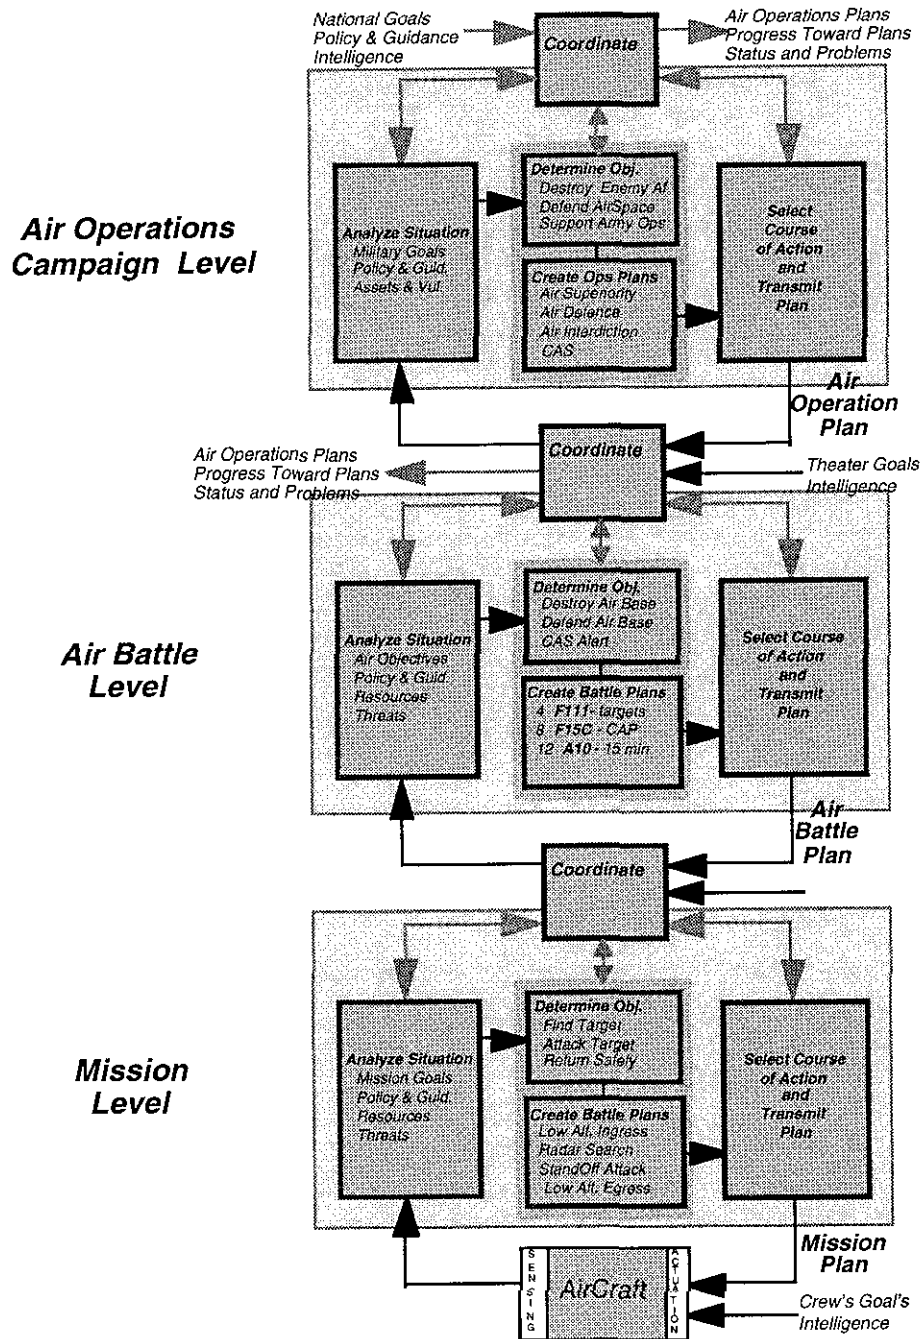 National Goals
Policy & Guidance
Intelligence
Coordinate
Air Operations Plans
Progress Toward Plans
Status and Problems
Air Operations
Campaign Level
Analyze Situation
Military Goals
Policy & Guid.
Assets & Vul.
Determine Obj.
Destroy Enemy Af
Defend AirSpace
Support Army Ops
Create Ops Plans
Air Superiority
Air Defence
Air Interdiction
CAS
Select
Course
of Action
and
Transmit
Plan
Air
Operation
Plan
Air Operations Plans
Progress Toward Plans
Status and Problems
Coordinate
Theater Goals
Intelligence
Air Battle
Level
Analyze Situation
Air Objectives
Policy & Guid.
Resources
Threats
Determine Obj.
Destroy Air Base
Defend Air Base
CAS Alert
Create Battle Plans
4 F111- targets
8 F15C - CAP
12 A10 - 15 min
Select Course
of Action
and
Transmit
Plan
Air
Battle
Plan
Coordinate
Mission
Level
Analyze Situation
Mission Goals
Policy & Guid.
Resources
Threats
Determine Obj.
Find Target
Attack Target
Return Safely
Create Battle Plans
Low Alt. Ingress
Radar Search
StandOff Attack
Low Alt. Egress
Select Course
of Action
and
Transmit
Plan
Mission
Plan
SENSING
AirCraft
ACTUATION
Crew's Goal's
Intelligence